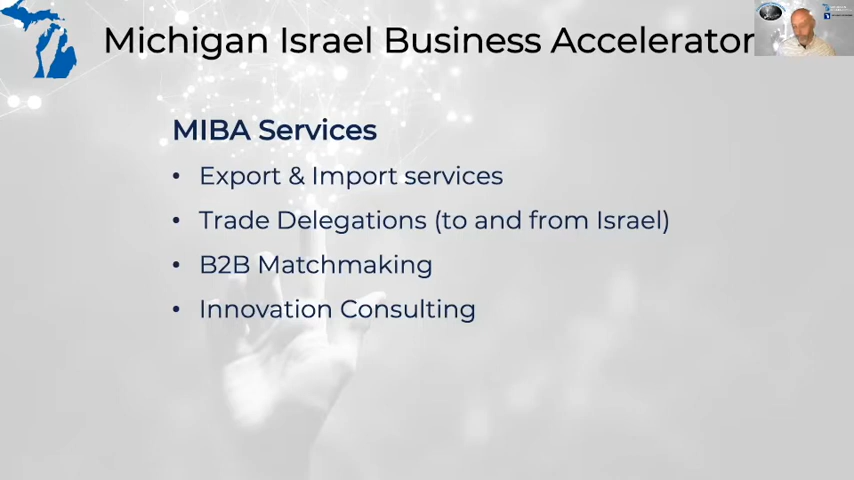 Michigan Israel Business Accelerator
MIBA Services
• Export & Import services
• Trade Delegations (to and from Israel)
• B2B Matchmaking
• Innovation Consulting